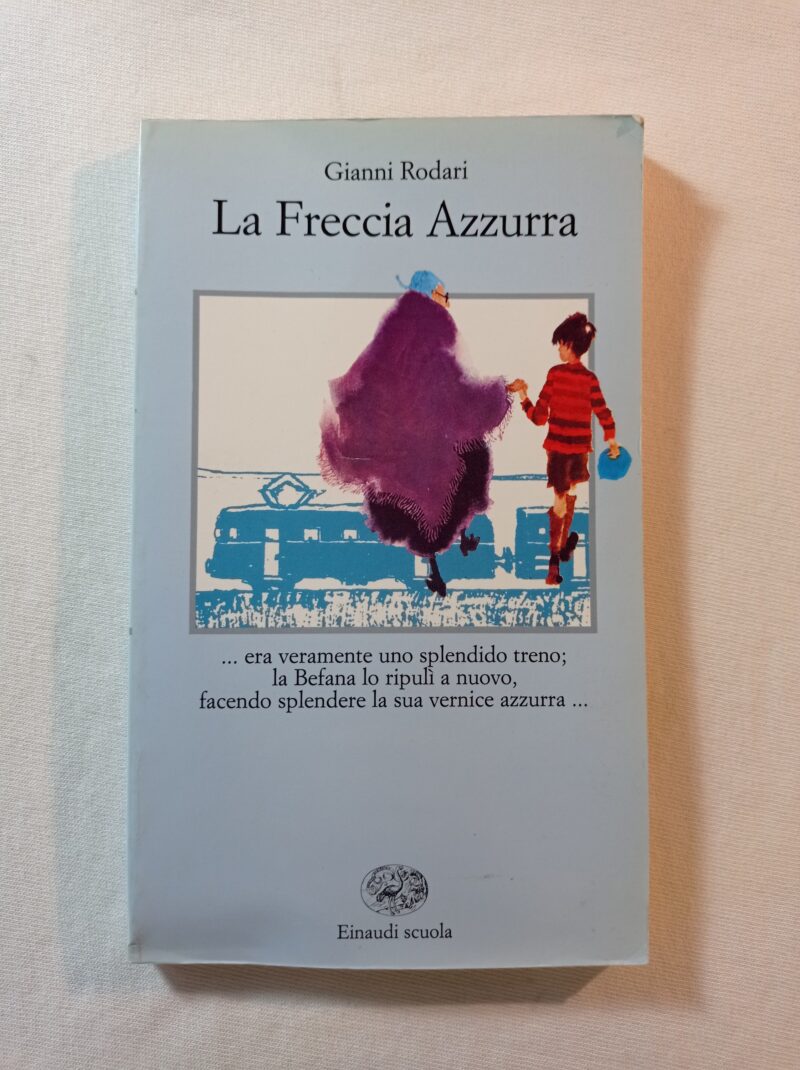 Gianni Rodari
La Freccia Azzurra
... era veramente uno splendido treno;
la Befana lo ripulì a nuovo,
facendo splendere la sua vernice azzurra ...
Einaudi scuola